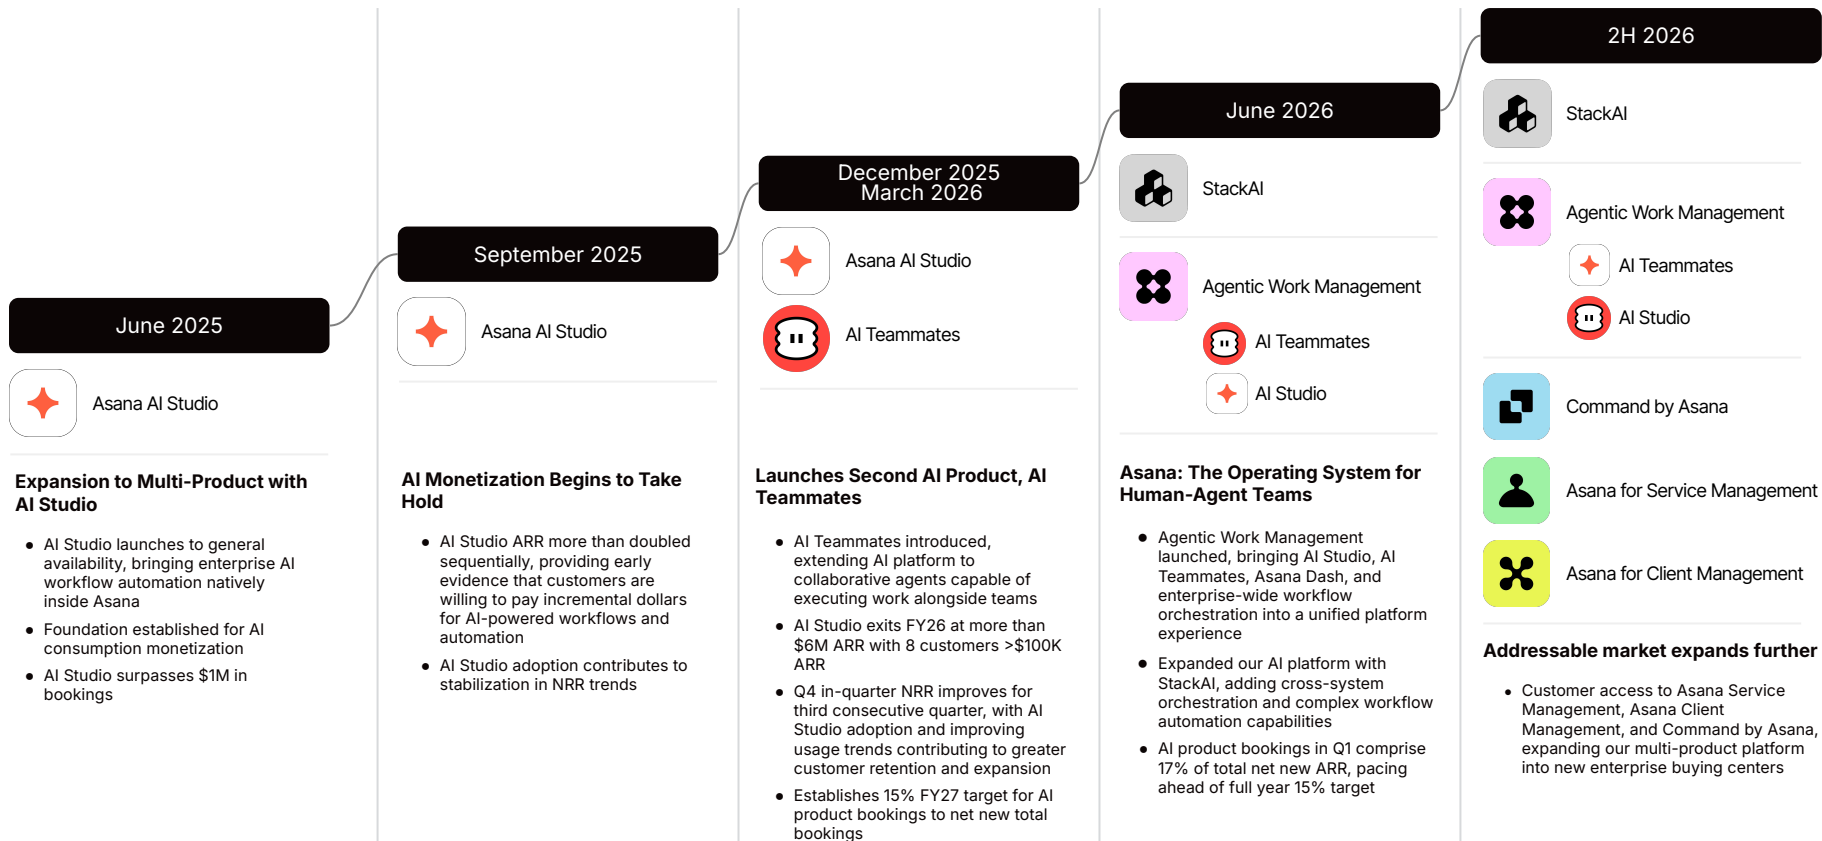 June 2025
Asana AI Studio
Expansion to Multi-Product with
AI Studio
● AI Studio launches to general
availability, bringing enterprise AI
workflow automation natively
inside Asana
● Foundation established for AI
consumption monetization
● AI Studio surpasses $1M in
bookings
September 2025
Asana AI Studio
AI Monetization Begins to Take
Hold
● AI Studio ARR more than doubled
sequentially, providing early
evidence that customers are
willing to pay incremental dollars
for AI-powered workflows and
automation
● AI Studio adoption contributes to
stabilization in NRR trends
December 2025
March 2026
Asana AI Studio
AI Teammates
Launches Second AI Product, AI
Teammates
● AI Teammates introduced,
extending AI platform to
collaborative agents capable of
executing work alongside teams
● AI Studio exits FY26 at more than
$6M ARR with 8 customers >$100K
ARR
● Q4 in-quarter NRR improves for
third consecutive quarter, with AI
Studio adoption and improving
usage trends contributing to greater
customer retention and expansion
● Establishes 15% FY27 target for AI
product bookings to net new total
bookings
June 2026
StackAI
Agentic Work Management
AI Teammates
AI Studio
Asana: The Operating System for
Human-Agent Teams
● Agentic Work Management
launched, bringing AI Studio, AI
Teammates, Asana Dash, and
enterprise-wide workflow
orchestration into a unified platform
experience
● Expanded our AI platform with
StackAI, adding cross-system
orchestration and complex workflow
automation capabilities
● AI product bookings in Q1 comprise
17% of total net new ARR, pacing
ahead of full year 15% target
2H 2026
StackAI
Agentic Work Management
AI Teammates
AI Studio
Command by Asana
Asana for Service Management
Asana for Client Management
Addressable market expands further
● Customer access to Asana Service
Management, Asana Client
Management, and Command by Asana,
expanding our multi-product platform
into new enterprise buying centers